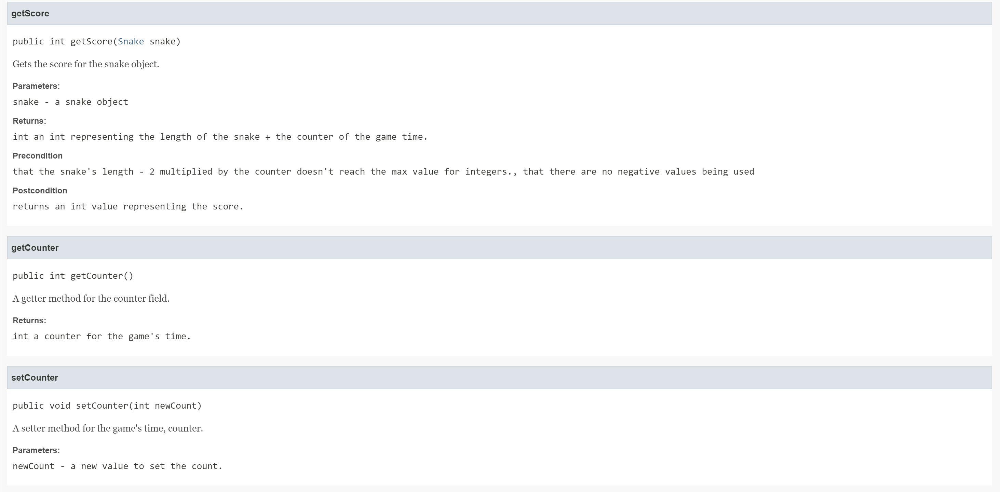 getScore
public int getScore(Snake snake)
Gets the score for the snake object.
Parameters:
snake - a snake object
Returns:
int an int representing the length of the snake + the counter of the game time.
Precondition
that the snake's length - 2 multiplied by the counter doesn't reach the max value for integers., that there are no negative values being used
Postcondition
returns an int value representing the score.
getCounter
public int getCounter()
A getter method for the counter field.
Returns:
int a counter for the game's time.
setCounter
public void setCounter(int newCount)
A setter method for the game's time, counter.
Parameters:
newCount - a new value to set the count.